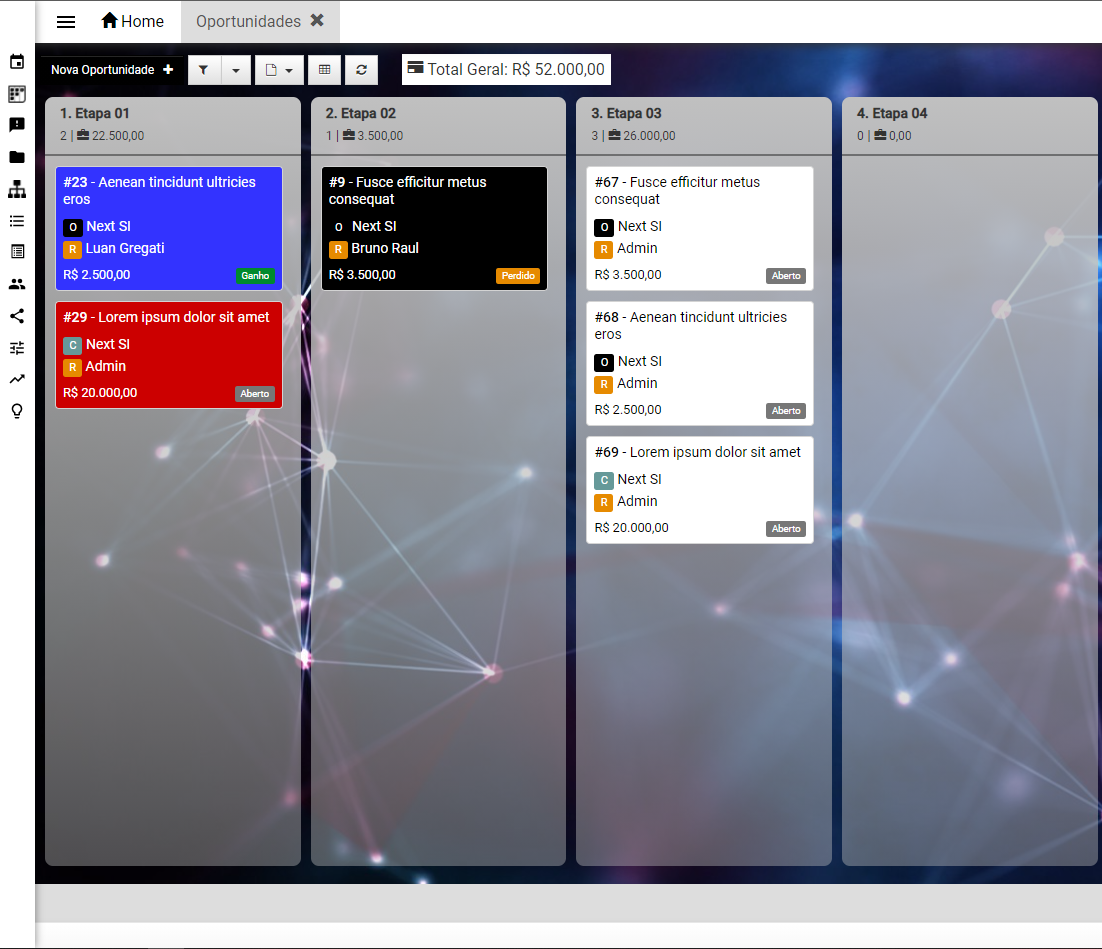 Home
Oportunidades
Nova Oportunidade
Total Geral: R$ 52.000,00
1. Etapa 01
2 | 22.500,00
#23 - Aenean tincidunt ultricies
eros
O Next SI
R Luan Gregati
R$ 2.500,00 Ganho
#29 - Lorem ipsum dolor sit amet
C Next SI
R Admin
R$ 20.000,00 Aberto
2. Etapa 02
1 | 3.500,00
#9 - Fusce efficitur metus
consequat
O Next SI
R Bruno Raul
R$ 3.500,00 Perdido
3. Etapa 03
3 | 26.000,00
#67 - Fusce efficitur metus
consequat
O Next SI
R Admin
R$ 3.500,00 Aberto
#68 - Aenean tincidunt ultricies
eros
O Next SI
R Admin
R$ 2.500,00 Aberto
#69 - Lorem ipsum dolor sit amet
C Next SI
R Admin
R$ 20.000,00 Aberto
4. Etapa 04
0 | 0,00